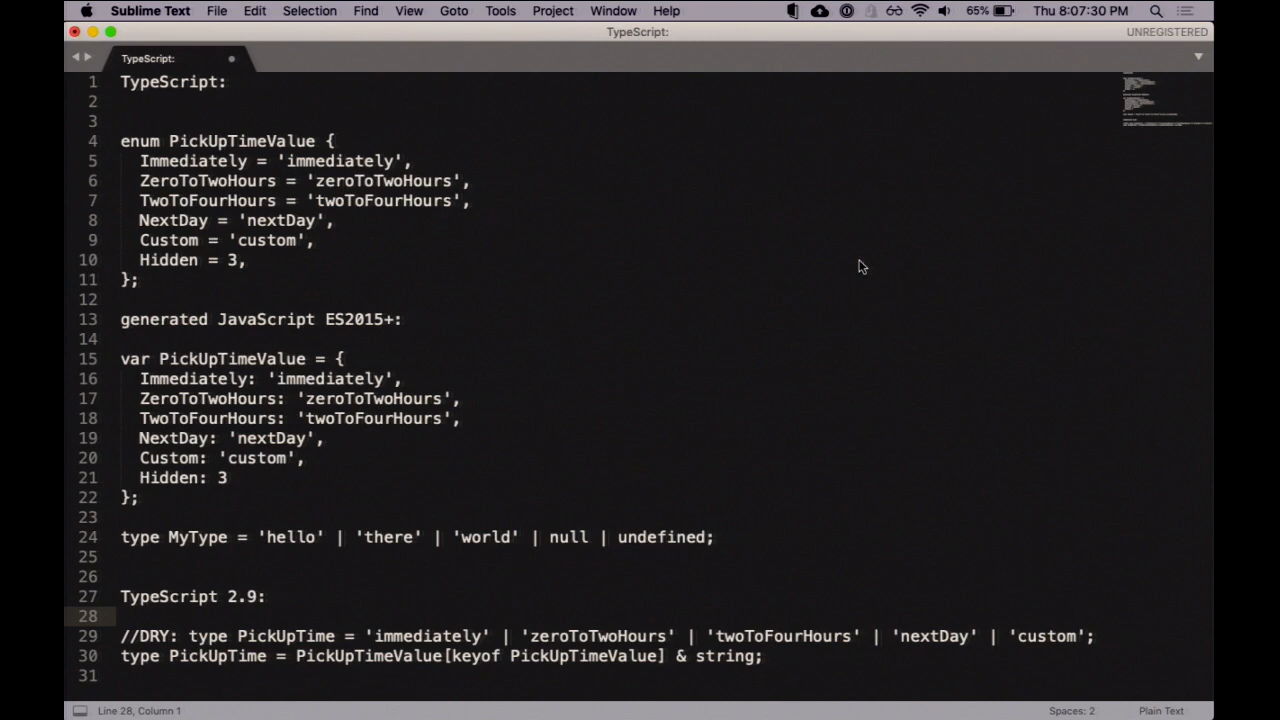 Sublime Text File Edit Selection Find View Goto Tools Project Window Help 65% Thu 8:07:30 PM
TypeScript:
UNREGISTERED
TypeScript:
1 TypeScript:
2
3
4 enum PickUpTimeValue {
5   Immediately = 'immediately',
6   ZeroToTwoHours = 'zeroToTwoHours',
7   TwoToFourHours = 'twoToFourHours',
8   NextDay = 'nextDay',
9   Custom = 'custom',
10   Hidden = 3,
11 };
12
13 generated JavaScript ES2015+:
14
15 var PickUpTimeValue = {
16   Immediately: 'immediately',
17   ZeroToTwoHours: 'zeroToTwoHours',
18   TwoToFourHours: 'twoToFourHours',
19   NextDay: 'nextDay',
20   Custom: 'custom',
21   Hidden: 3
22 };
23
24 type MyType = 'hello' | 'there' | 'world' | null | undefined;
25
26
27 TypeScript 2.9:
28
29 //DRY: type PickUpTime = 'immediately' | 'zeroToTwoHours' | 'twoToFourHours' | 'nextDay' | 'custom';
30 type PickUpTime = PickUpTimeValue[keyof PickUpTimeValue] & string;
31
Line 28, Column 1
Spaces: 2
Plain Text